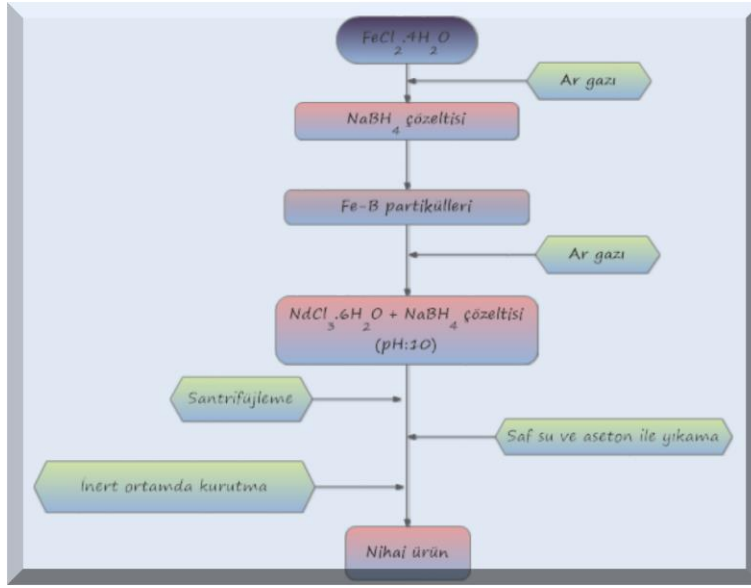 FeCl₂.4H₂O
Ar gazı
NaBH₄ çözeltisi
Fe-B partikülleri
Ar gazı
NdCl₃.6H₂O + NaBH₄ çözeltisi
(pH:10)
Santrifüjleme
Saf su ve aseton ile yıkama
İnert ortamda kurutma
Nihai ürün